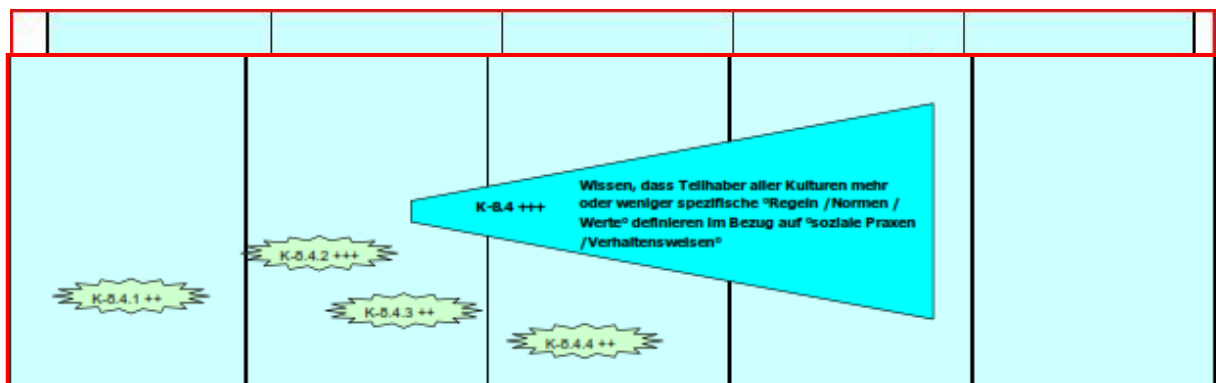 K-8.4 +++
Wissen, dass Teilhaber aller Kulturen mehr
oder weniger spezifische "Regeln /Normen /
Werte" definieren im Bezug auf "soziale Praxen
/Verhaltensweisen"
K-8.4.2 +++
K-8.4.1 ++
K-8.4.3 ++
K-8.4.4 ++